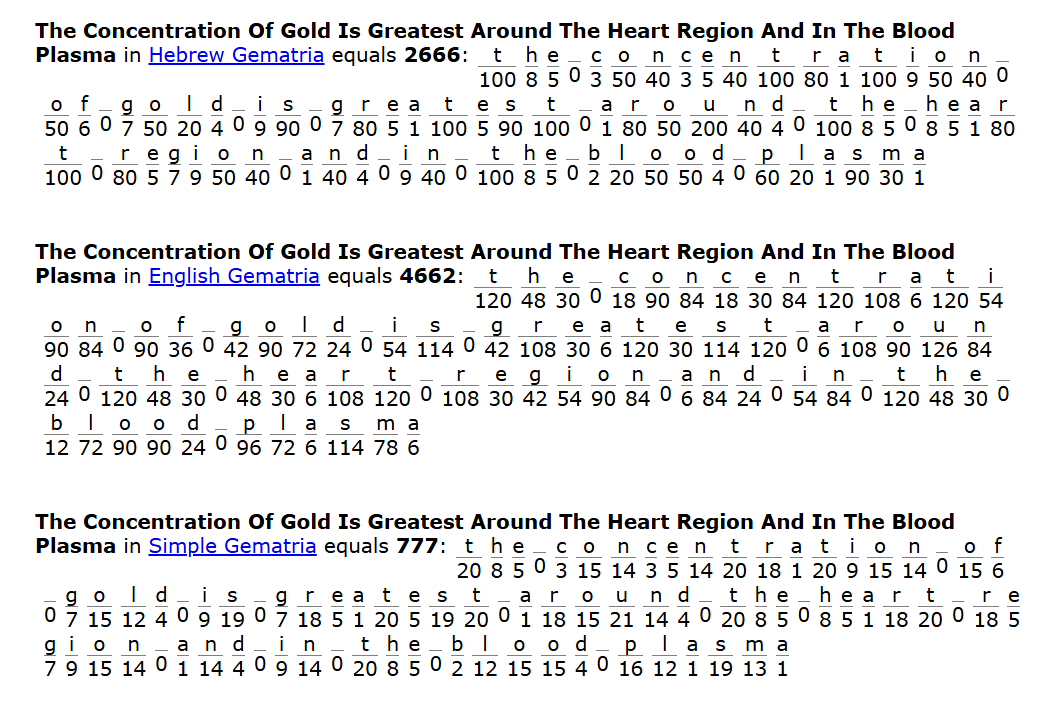 The Concentration Of Gold Is Greatest Around The Heart Region And In The Blood
Plasma in Hebrew Gematria equals 2666: t h e _ c o n c e n t r a t i o n _
100 8 5 0 3 50 40 3 5 40 100 80 1 100 9 50 40 0
o f _ g o l d _ i s _ g r e a t e s t _ a r o u n d _ t h e _ h e a r
50 6 0 7 50 20 4 0 9 90 0 7 80 5 1 100 5 90 100 0 1 80 50 200 40 4 0 100 8 5 0 8 5 1 80
t _ r e g i o n _ a n d _ i n _ t h e _ b l o o d _ p l a s m a
100 0 80 5 7 9 50 40 0 1 40 4 0 9 40 0 100 8 5 0 2 20 50 50 4 0 60 20 1 90 30 1
The Concentration Of Gold Is Greatest Around The Heart Region And In The Blood
Plasma in English Gematria equals 4662: t h e _ c o n c e n t r a t i
120 48 30 0 18 90 84 18 30 84 120 108 6 120 54
o n _ o f _ g o l d _ i s _ g r e a t e s t _ a r o u n
90 84 0 90 36 0 42 90 72 24 0 54 114 0 42 108 30 6 120 30 114 120 0 6 108 90 126 84
d _ t h e _ h e a r t _ r e g i o n _ a n d _ i n _ t h e _
24 0 120 48 30 0 48 30 6 108 120 0 108 30 42 54 90 84 0 6 84 24 0 54 84 0 120 48 30 0
b l o o d _ p l a s m a
12 72 90 90 24 0 96 72 6 114 78 6
The Concentration Of Gold Is Greatest Around The Heart Region And In The Blood
Plasma in Simple Gematria equals 777: t h e _ c o n c e n t r a t i o n _ o f
20 8 5 0 3 15 14 3 5 14 20 18 1 20 9 15 14 0 15 6
_ g o l d _ i s _ g r e a t e s t _ a r o u n d _ t h e _ h e a r t _ r e
0 7 15 12 4 0 9 19 0 7 18 5 1 20 5 19 20 0 1 18 15 21 14 4 0 20 8 5 0 8 5 1 18 20 0 18 5
g i o n _ a n d _ i n _ t h e _ b l o o d _ p l a s m a
7 9 15 14 0 1 14 4 0 9 14 0 20 8 5 0 2 12 15 15 4 0 16 12 1 19 13 1